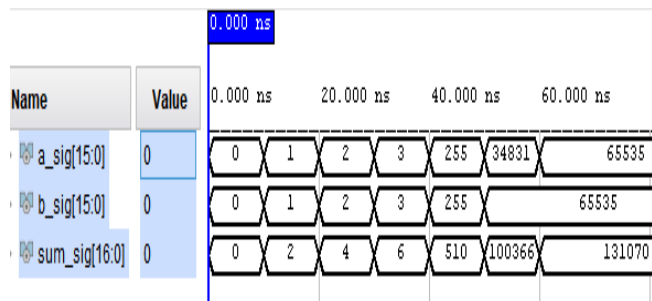 0.000 ns
Name Value 0.000 ns 20.000 ns 40.000 ns 60.000 ns
a_sig[15:0] 0 0 1 2 3 255 34831 65535
b_sig[15:0] 0 0 1 2 3 255 65535
sum_sig[16:0] 0 0 2 4 6 510 100366 131070